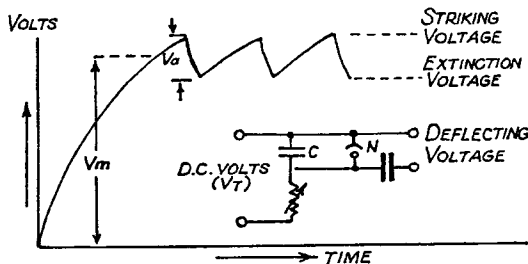 VOLTS
STRIKING
VOLTAGE
Va
EXTINCTION
VOLTAGE
Vm
D.C. VOLTS
(VT)
C
N
DEFLECTING
VOLTAGE
TIME